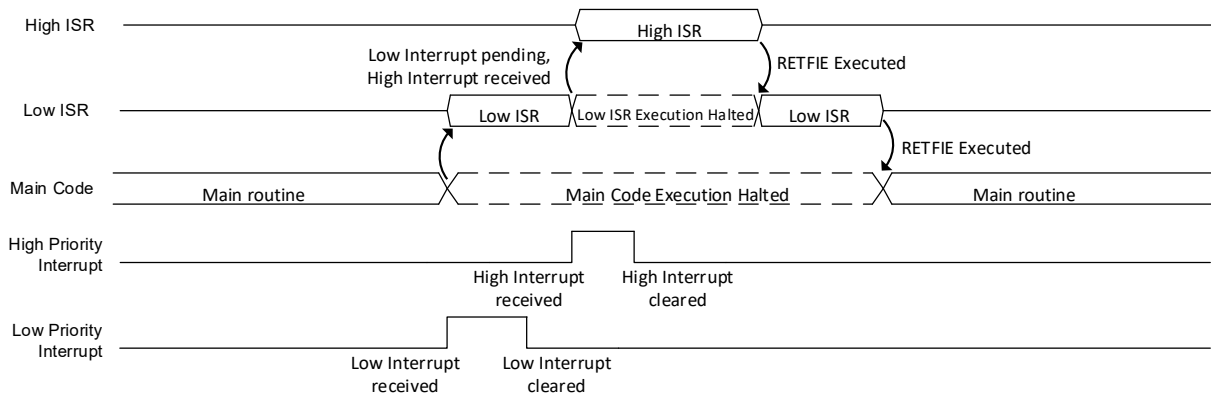 High ISR
High ISR
Low Interrupt pending,
High Interrupt received
RETFIE Executed
Low ISR
Low ISR
Low ISR Execution Halted
Low ISR
RETFIE Executed
Main Code
Main routine
Main Code Execution Halted
Main routine
High Priority
Interrupt
High Interrupt
received
High Interrupt
cleared
Low Priority
Interrupt
Low Interrupt
received
Low Interrupt
cleared